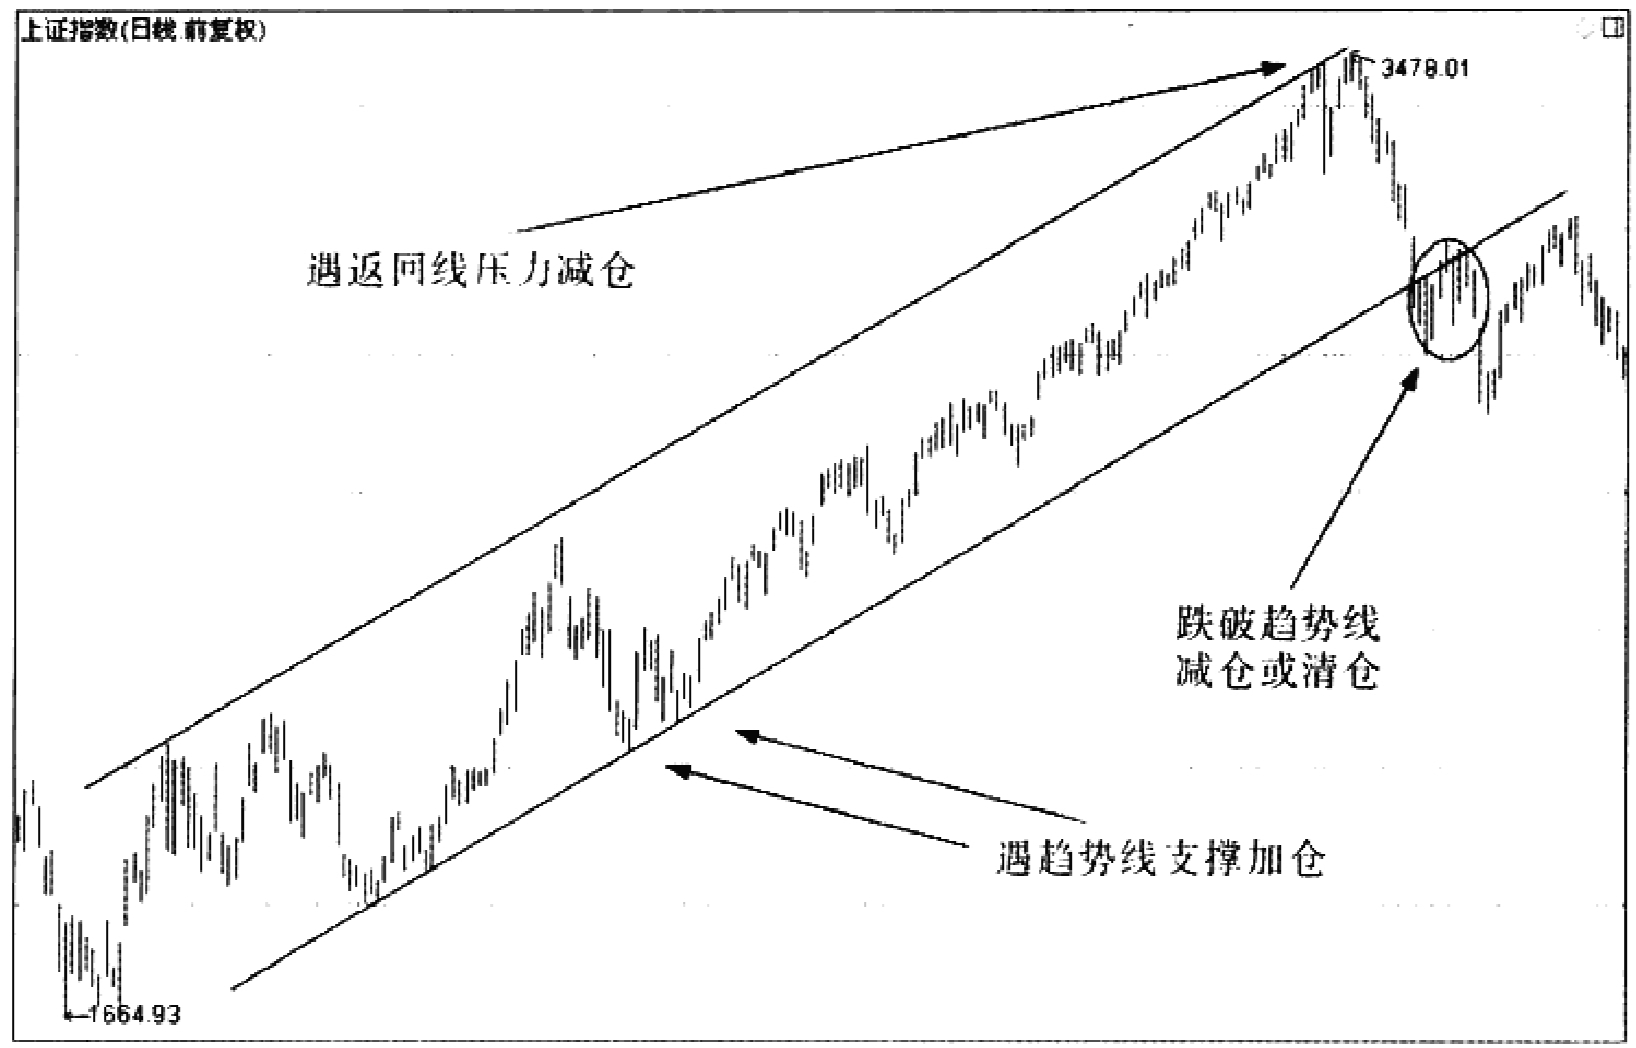 上证指数(日线.前复权)
3478.01
遇返回线压力减仓
跌破趋势线
减仓或清仓
遇趋势线支撑加仓
1664.93